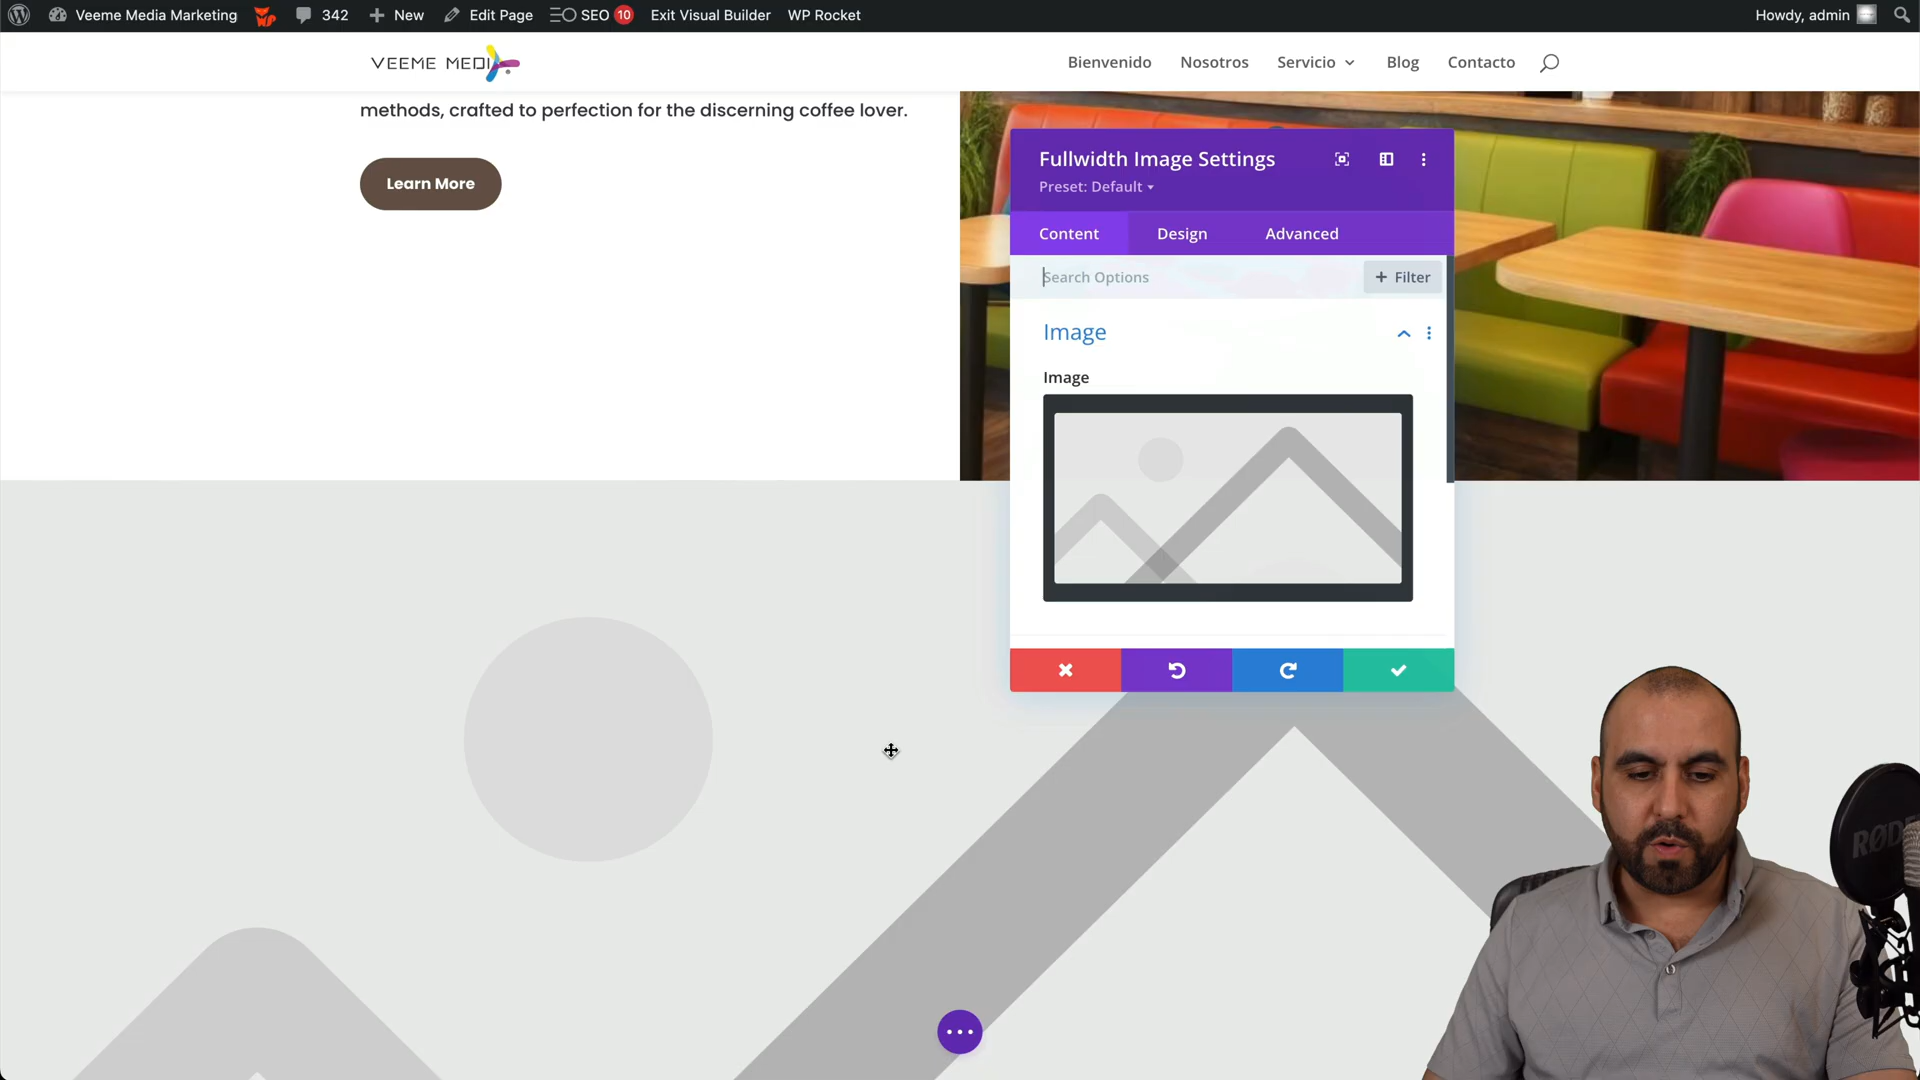 Veeme Media Marketing 342 New Edit Page SEO 10 Exit Visual Builder WP Rocket Howdy, admin
VEEME MEDI Bienvenido Nosotros Servicio Blog Contacto
methods, crafted to perfection for the discerning coffee lover.
Learn More
Fullwidth Image Settings
Preset: Default
Content Design Advanced
Search Options + Filter
Image
Image
RØDE